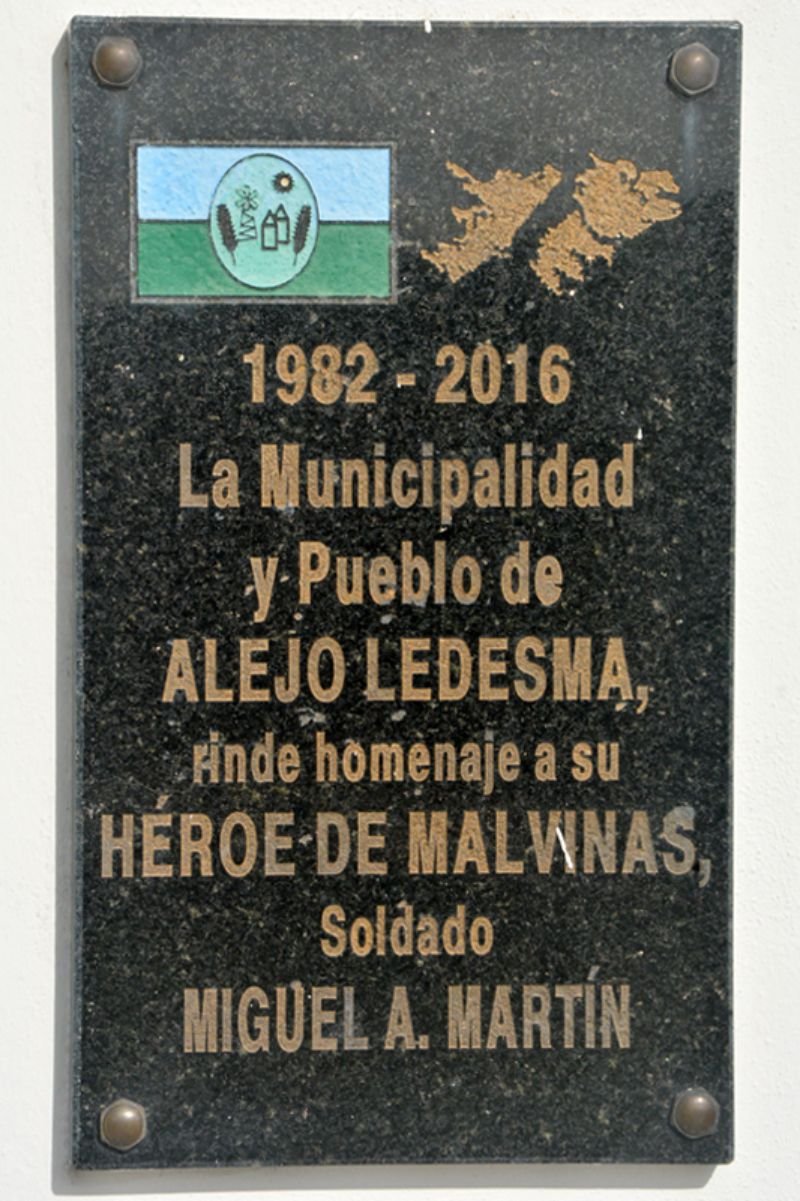 1982 - 2016
La Municipalidad
y Pueblo de
ALEJO LEDESMA,
rinde homenaje a su
HÉROE DE MALVINAS,
Soldado
MIGUEL A. MARTÍN